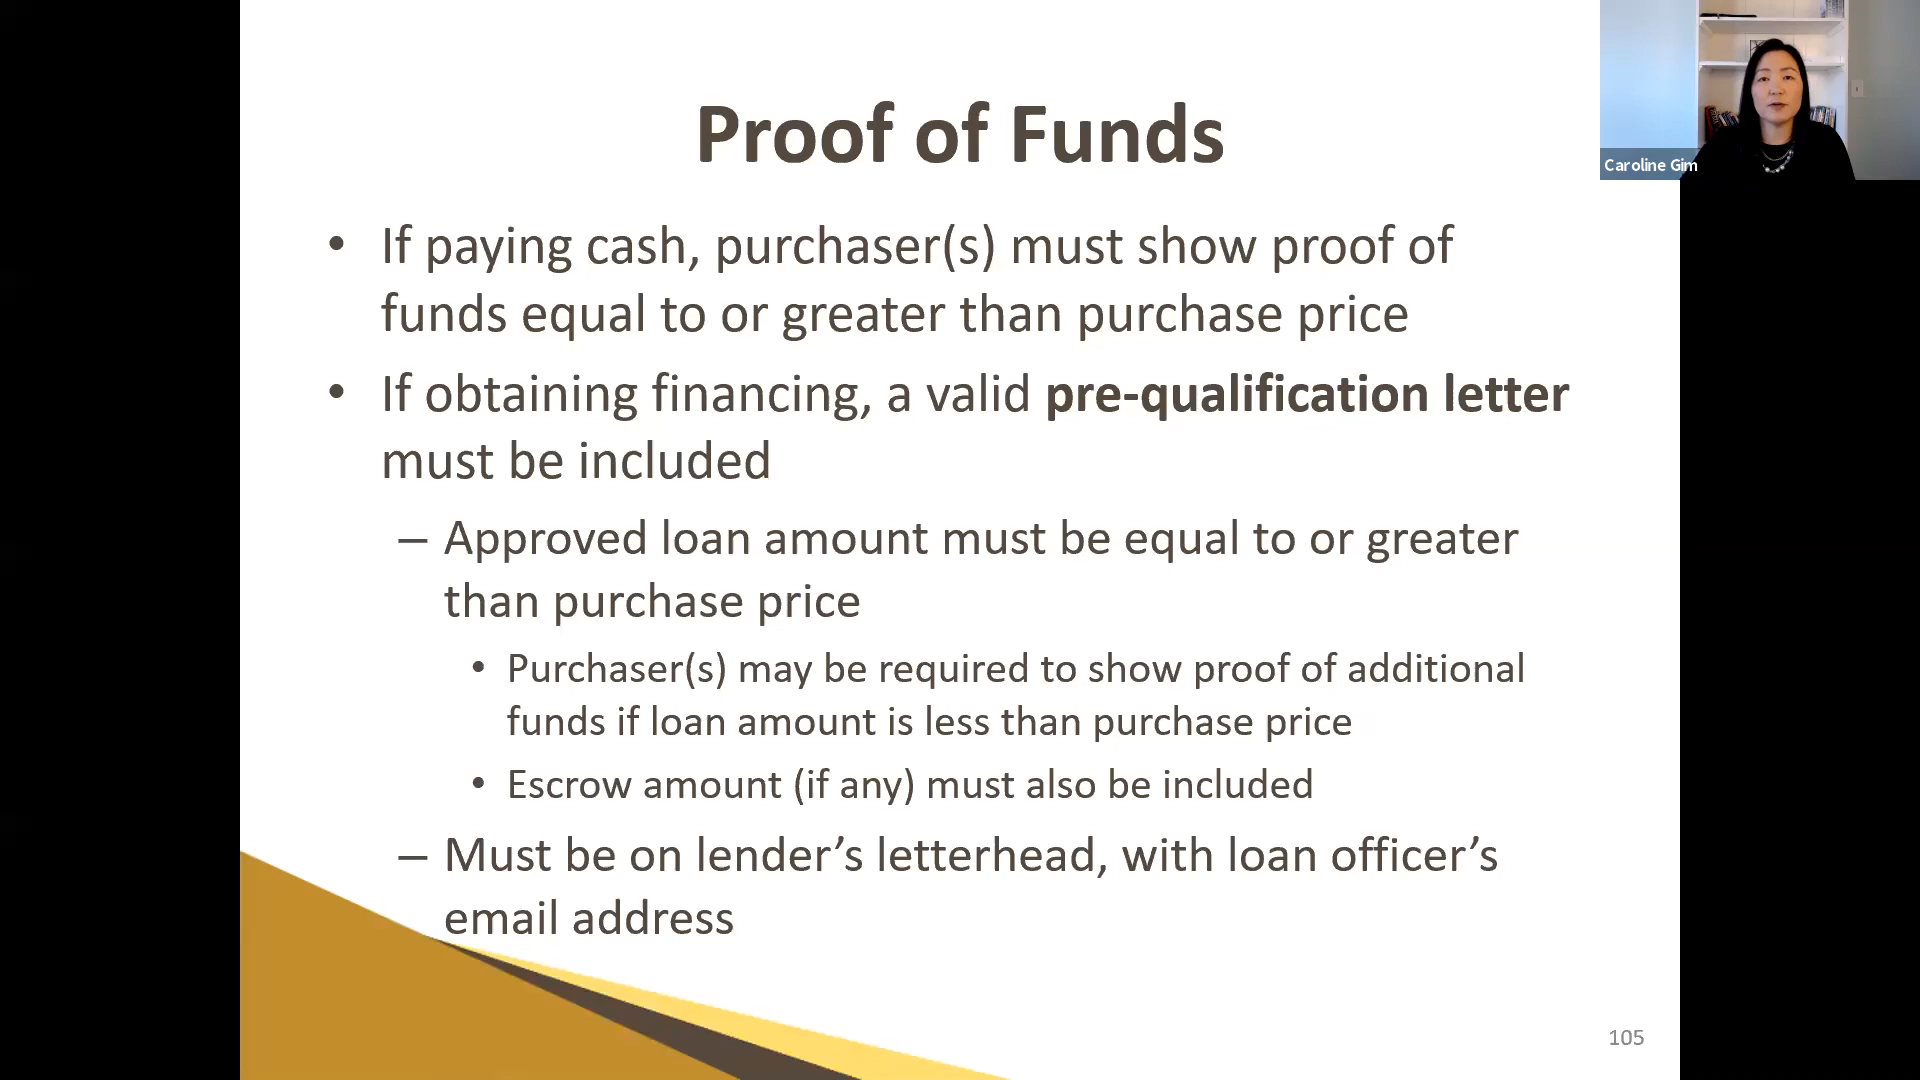 Proof of Funds
Caroline Gim
• If paying cash, purchaser(s) must show proof of
funds equal to or greater than purchase price
• If obtaining financing, a valid pre-qualification letter
must be included
– Approved loan amount must be equal to or greater
than purchase price
• Purchaser(s) may be required to show proof of additional
funds if loan amount is less than purchase price
• Escrow amount (if any) must also be included
– Must be on lender’s letterhead, with loan officer’s
email address
105